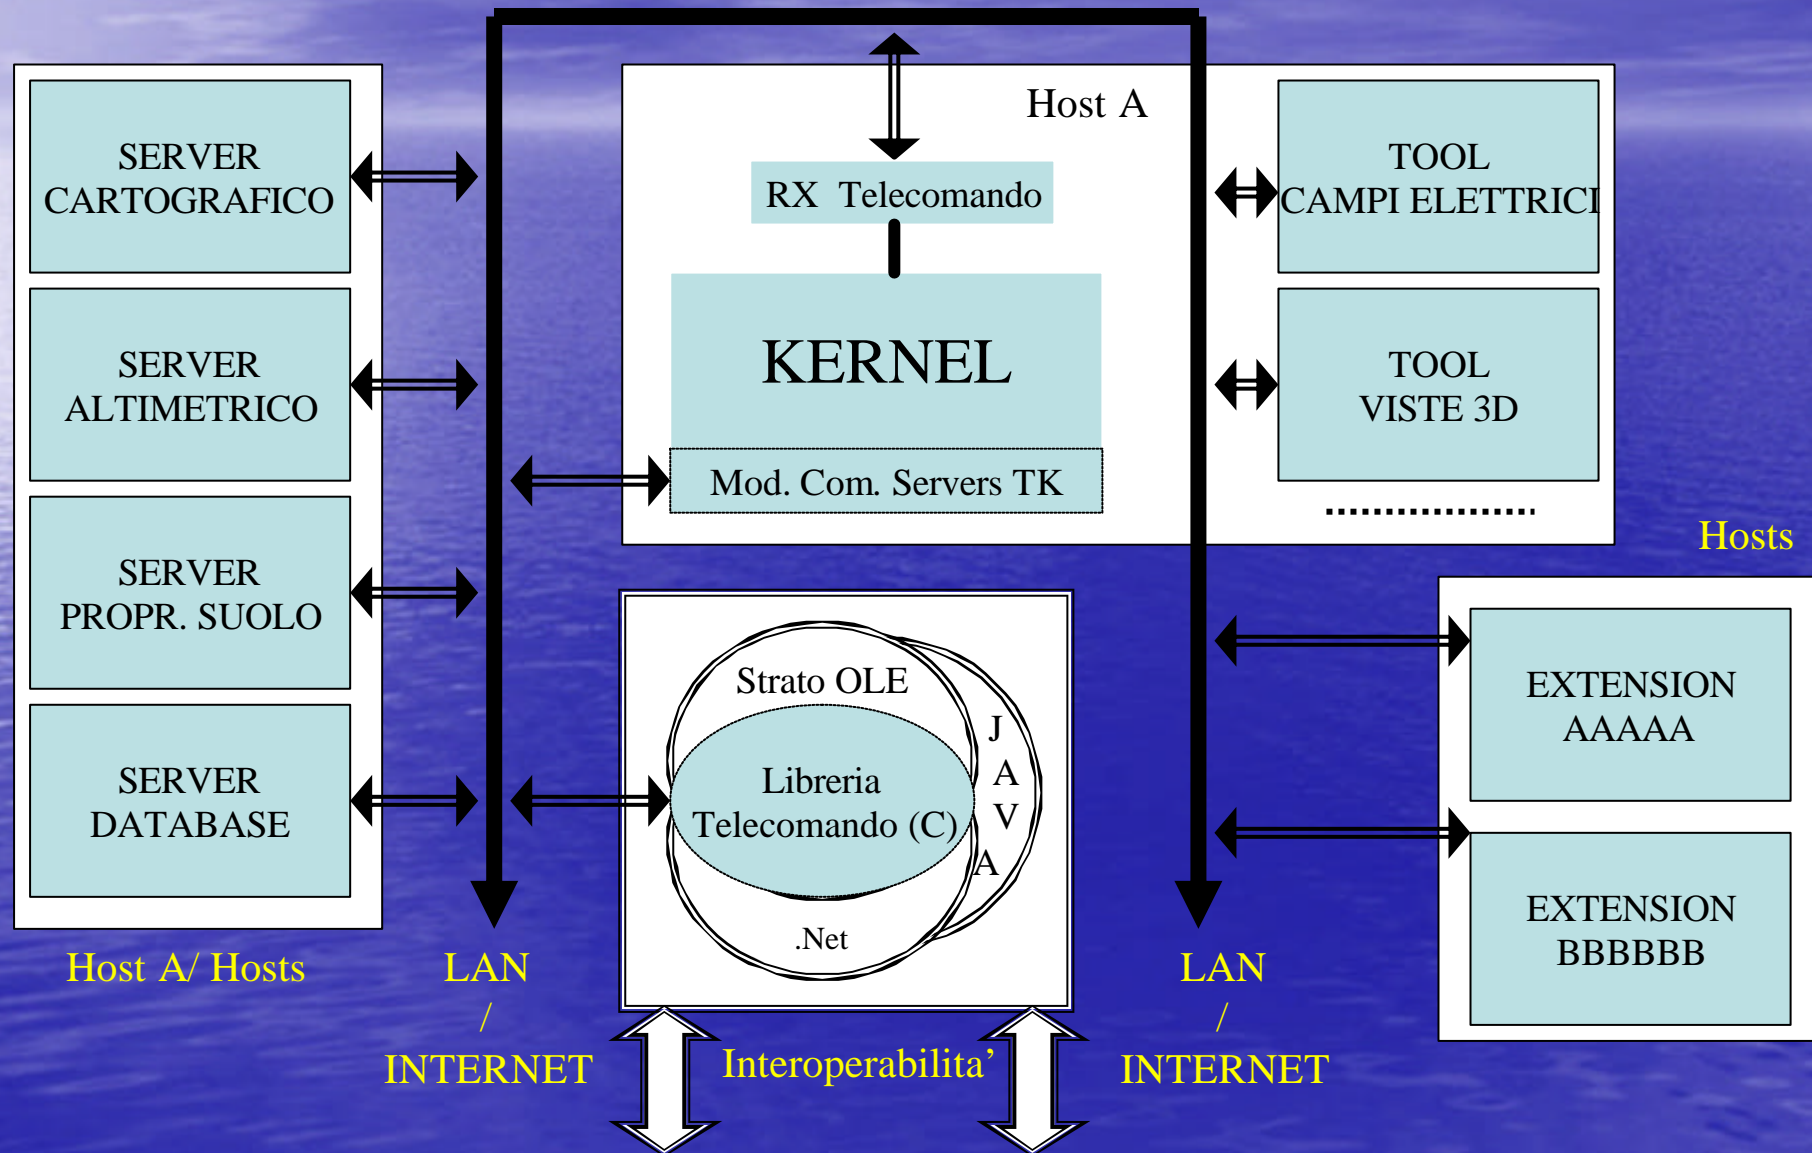 Host A
SERVER
CARTOGRAFICO
SERVER
ALTIMETRICO
SERVER
PROPR. SUOLO
SERVER
DATABASE
Host A/ Hosts
LAN
/
INTERNET
RX Telecomando
KERNEL
Mod. Com. Servers TK
TOOL
CAMPI ELETTRICI
TOOL
VISTE 3D
..................
Strato OLE
Libreria
Telecomando (C)
J
A
V
A
.Net
Interoperabilita’
LAN
/
INTERNET
Hosts
EXTENSION
AAAAA
EXTENSION
BBBBBB